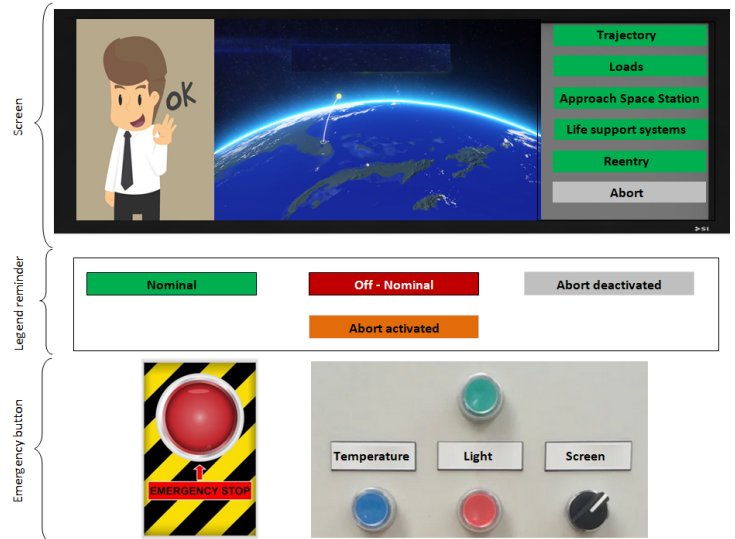 Screen
OK
Trajectory
Loads
Approach Space Station
Life support systems
Reentry
Abort
Legend reminder
Nominal
Off - Nominal
Abort deactivated
Abort activated
Emergency button
EMERGENCY STOP
Temperature
Light
Screen